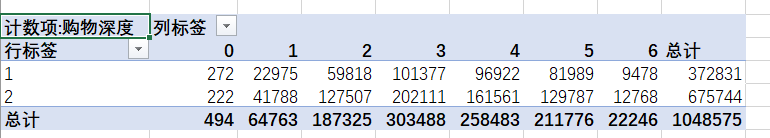 计数项:购物深度 列标签
行标签 0 1 2 3 4 5 6 总计
1 272 22975 59818 101377 96922 81989 9478 372831
2 222 41788 127507 202111 161561 129787 12768 675744
总计 494 64763 187325 303488 258483 211776 22246 1048575